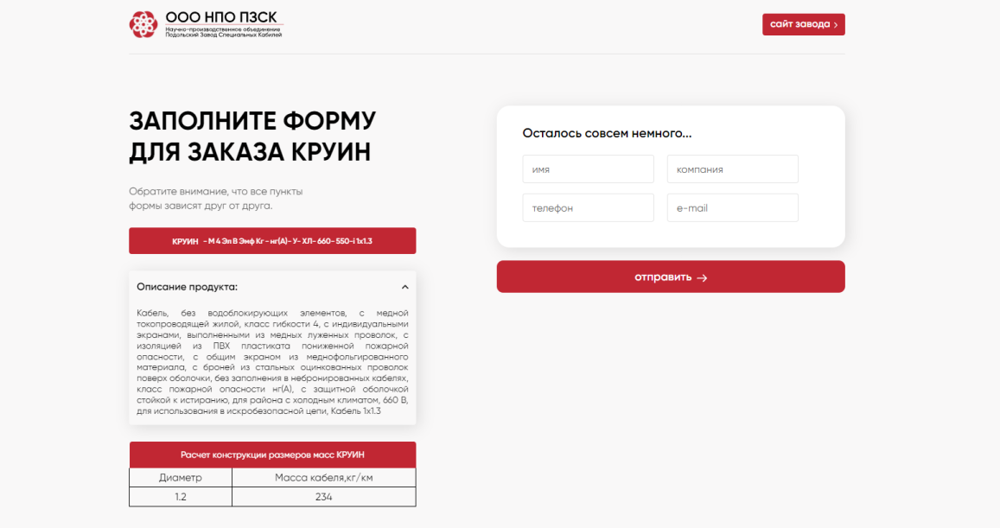 ООО НПО ПЗСК
Научно-производственное объединение
Подольский Завод Специальных Кабилей
сайт завода
ЗАПОЛНИТЕ ФОРМУ
ДЛЯ ЗАКАЗА КРУИН
Обратите внимание, что все пункты
формы зависят друг от друга.
КРУИН - М 4 Эл В Эмф Кг - нг(А)- У- ХЛ- 660- 550-i 1х1.3
Описание продукта:
Кабель, без водоблокирующих элементов, с медной
токопроводящей жилой, класс гибкости 4, с индивидуальными
экранами, выполненными из медных луженных проволок, с
изоляцией из ПВХ пластиката пониженной пожарной
опасности, с общим экраном из меднофольгированного
материала, с броней из стальных оцинкованных проволок
поверх оболочки, без заполнения в небронированных кабелях,
класс пожарной опасности нг(А), с защитной оболочкой
стойкой к истиранию, для района с холодным климатом, 660 В,
для использования в искробезопасной цепи, Кабель 1х1.3
Расчет конструкции размеров масс КРУИН
Диаметр Масса кабеля,кг/км
1.2 234
Осталось совсем немного...
имя компания
телефон e-mail
отправить →